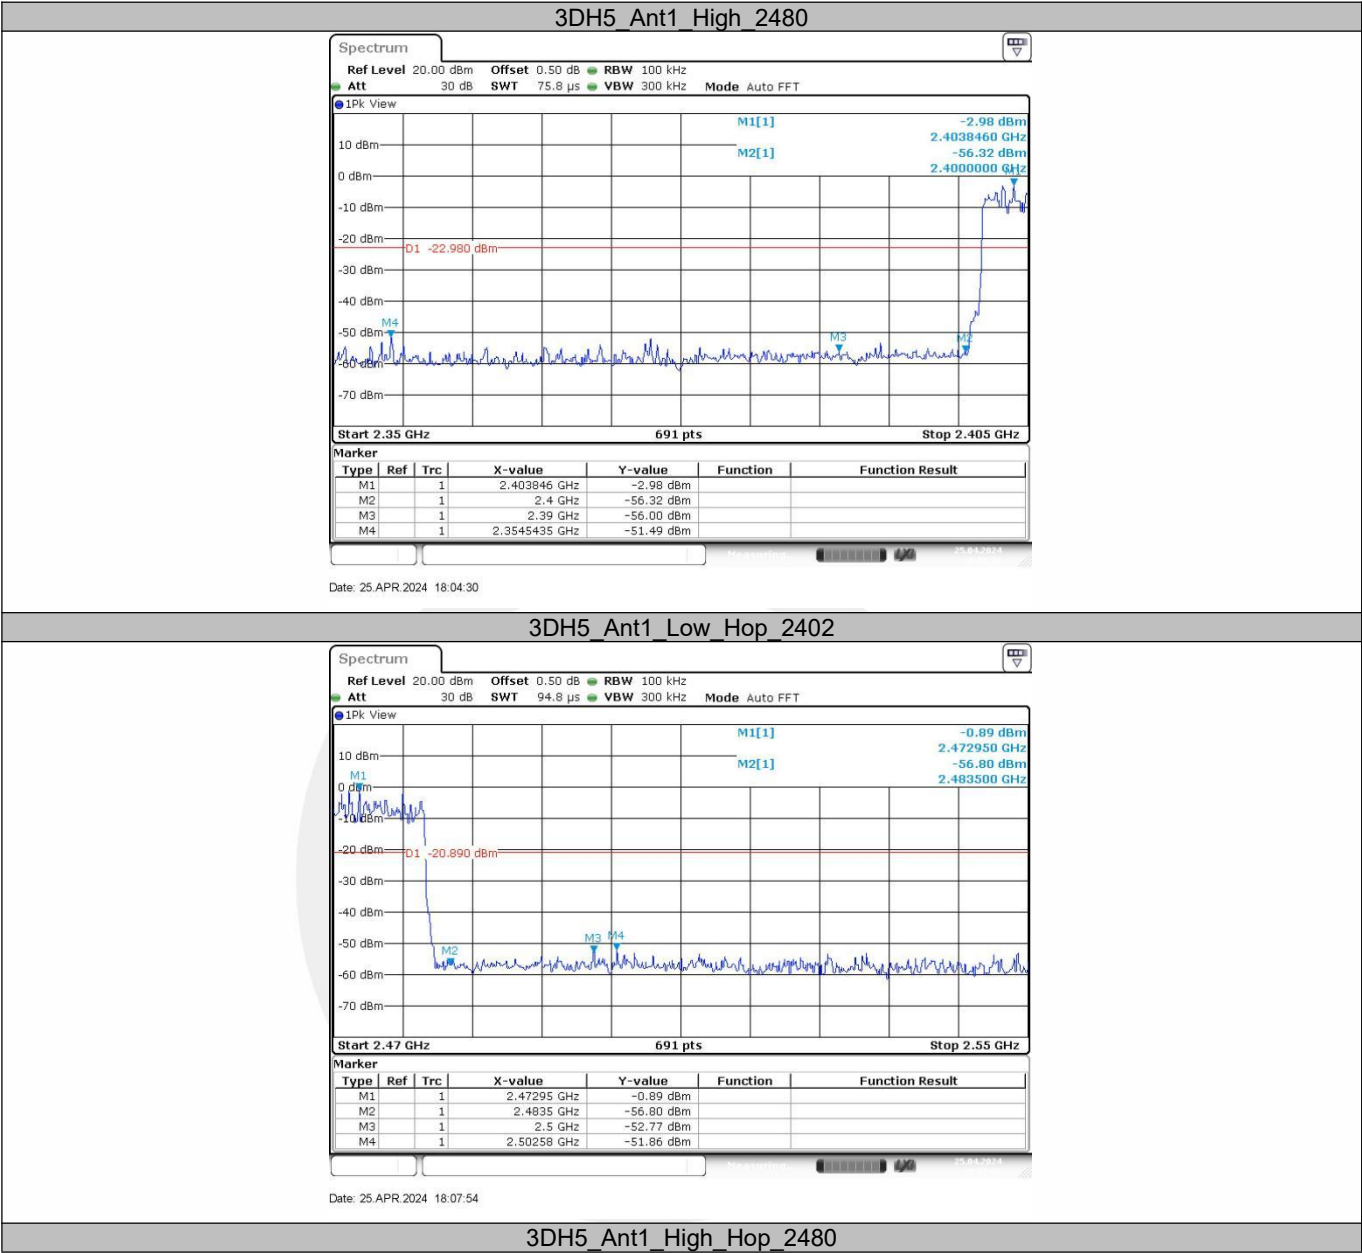 3DH5_Ant1_High_2480
Spectrum
Ref Level 20.00 dBm Offset 0.50 dB RBW 100 kHz
Att 30 dB SWT 75.8 µs VBW 300 kHz Mode Auto FFT
1Pk View
M1[1] -2.98 dBm
2.4038460 GHz
10 dBm
M2[1] -56.32 dBm
2.4000000 GHz
M1
0 dBm
-10 dBm
-20 dBm
D1 -22.980 dBm
-30 dBm
-40 dBm
M4
-50 dBm
M3 M2
-60 dBm
-70 dBm
Start 2.35 GHz 691 pts Stop 2.405 GHz
Marker
Type Ref Trc X-value Y-value Function Function Result
M1 1 2.403846 GHz -2.98 dBm
M2 1 2.4 GHz -56.32 dBm
M3 1 2.39 GHz -56.00 dBm
M4 1 2.3545435 GHz -51.49 dBm
Measuring... 25.04.2024
Date: 25.APR.2024 18:04:30
3DH5_Ant1_Low_Hop_2402
Spectrum
Ref Level 20.00 dBm Offset 0.50 dB RBW 100 kHz
Att 30 dB SWT 94.8 µs VBW 300 kHz Mode Auto FFT
1Pk View
M1[1] -0.89 dBm
2.472950 GHz
10 dBm
M2[1] -56.80 dBm
M1
2.483500 GHz
0 dBm
-10 dBm
-20 dBm
D1 -20.890 dBm
-30 dBm
-40 dBm
M3 M4
-50 dBm
M2
-60 dBm
-70 dBm
Start 2.47 GHz 691 pts Stop 2.55 GHz
Marker
Type Ref Trc X-value Y-value Function Function Result
M1 1 2.47295 GHz -0.89 dBm
M2 1 2.4835 GHz -56.80 dBm
M3 1 2.5 GHz -52.77 dBm
M4 1 2.50258 GHz -51.86 dBm
Measuring... 25.04.2024
Date: 25.APR.2024 18:07:54
3DH5_Ant1_High_Hop_2480